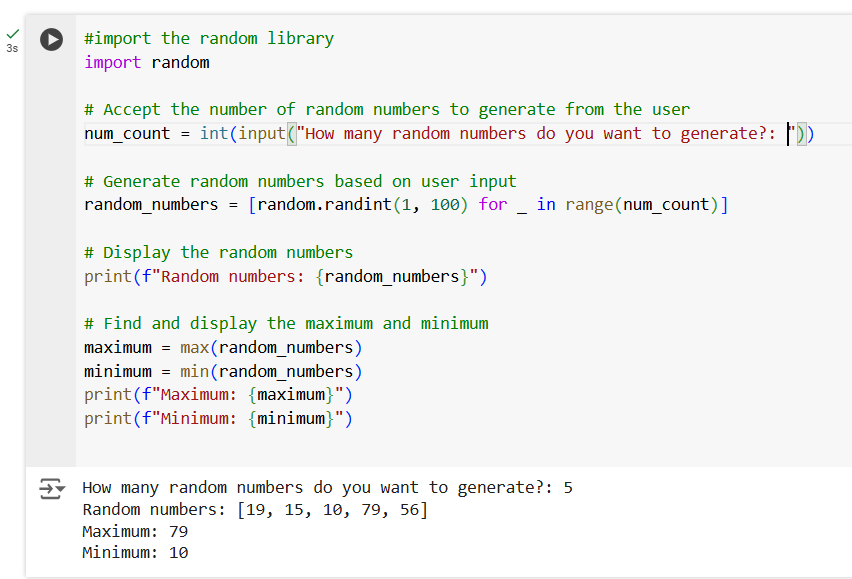 #import the random library
3s
import random
# Accept the number of random numbers to generate from the user
num_count = int(input("How many random numbers do you want to generate?: "))
# Generate random numbers based on user input
random_numbers = [random.randint(1, 100) for _ in range(num_count)]
# Display the random numbers
print(f"Random numbers: {random_numbers}")
# Find and display the maximum and minimum
maximum = max(random_numbers)
minimum = min(random_numbers)
print(f"Maximum: {maximum}")
print(f"Minimum: {minimum}")
How many random numbers do you want to generate?: 5
Random numbers: [19, 15, 10, 79, 56]
Maximum: 79
Minimum: 10